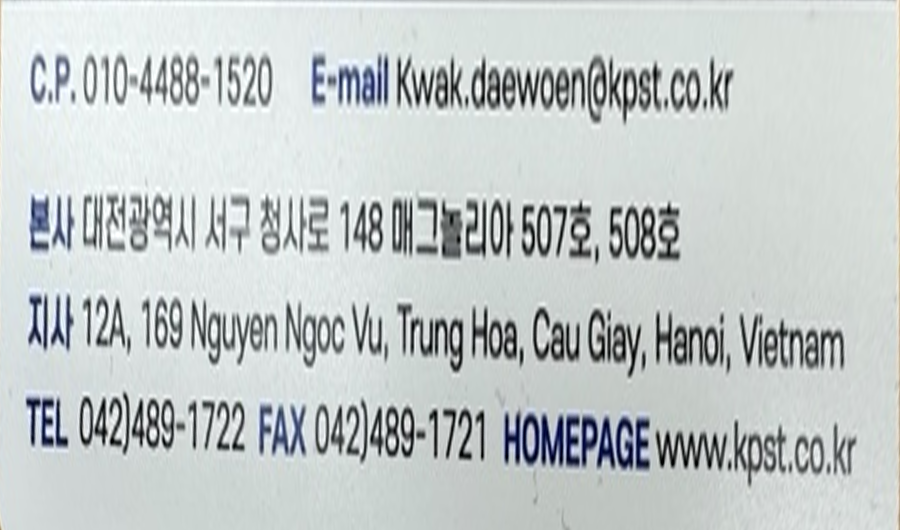 C.P. 010-4488-1520 E-mail Kwak.daewoen@kpst.co.kr
본사 대전광역시 서구 청사로 148 매그놀리아 507호, 508호
지사 12A, 169 Nguyen Ngoc Vu, Trung Hoa, Cau Giay, Hanoi, Vietnam
TEL 042)489-1722 FAX 042)489-1721 HOMEPAGE www.kpst.co.kr